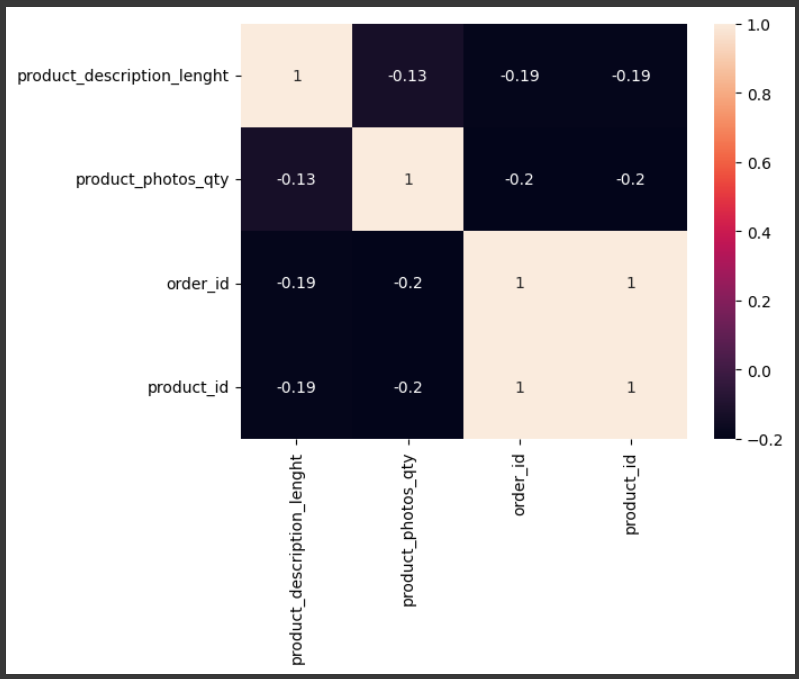 product_description_lenght 1 -0.13 -0.19 -0.19
product_photos_qty -0.13 1 -0.2 -0.2
order_id -0.19 -0.2 1 1
product_id -0.19 -0.2 1 1
product_description_lenght
product_photos_qty
order_id
product_id
1.0
0.8
0.6
0.4
0.2
0.0
−0.2